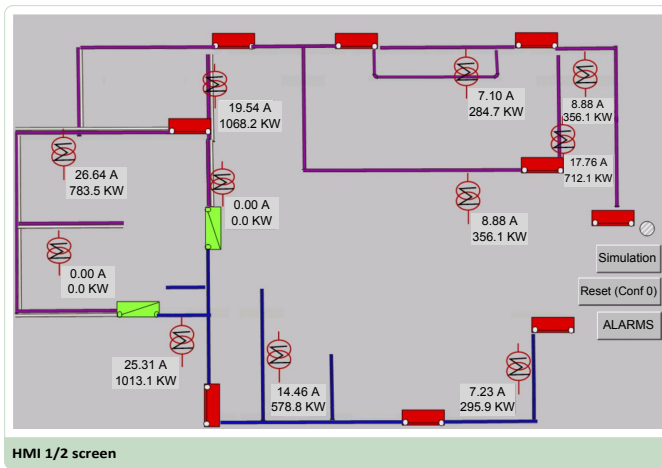 19.54 A
1068.2 KW
7.10 A
284.7 KW
8.88 A
356.1 KW
26.64 A
783.5 KW
17.76 A
712.1 KW
0.00 A
0.0 KW
8.88 A
356.1 KW
0.00 A
0.0 KW
Simulation
Reset (Conf 0)
ALARMS
25.31 A
1013.1 KW
14.46 A
578.8 KW
7.23 A
295.9 KW
HMI 1/2 screen